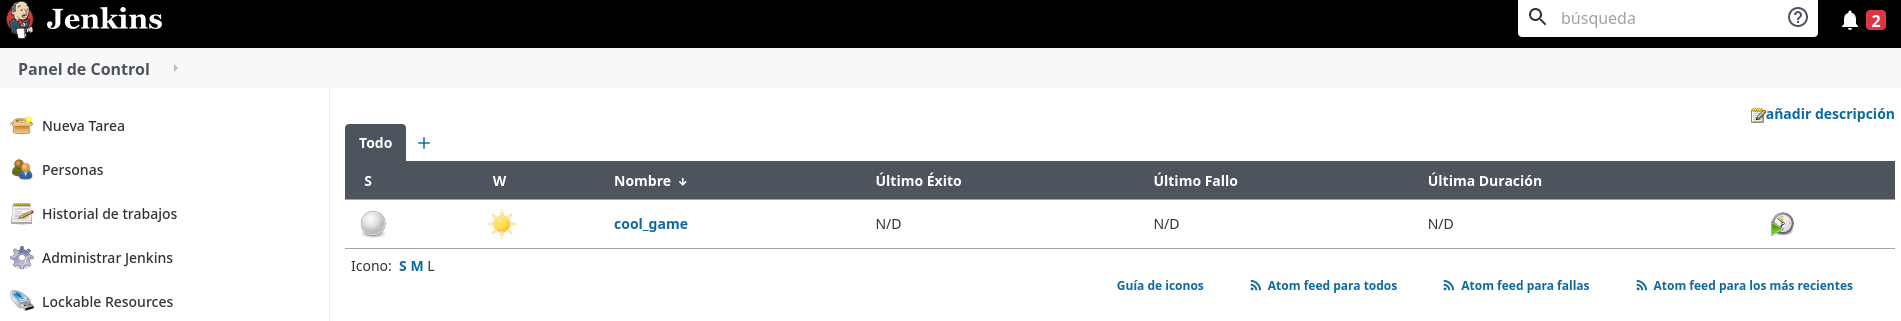 Jenkins
búsqueda
2
Panel de Control
Nueva Tarea
Personas
Historial de trabajos
Administrar Jenkins
Lockable Resources
añadir descripción
Todo +
S W Nombre ↓ Último Éxito Último Fallo Última Duración
cool_game N/D N/D N/D
Icono: S M L
Guía de iconos Atom feed para todos Atom feed para fallas Atom feed para los más recientes